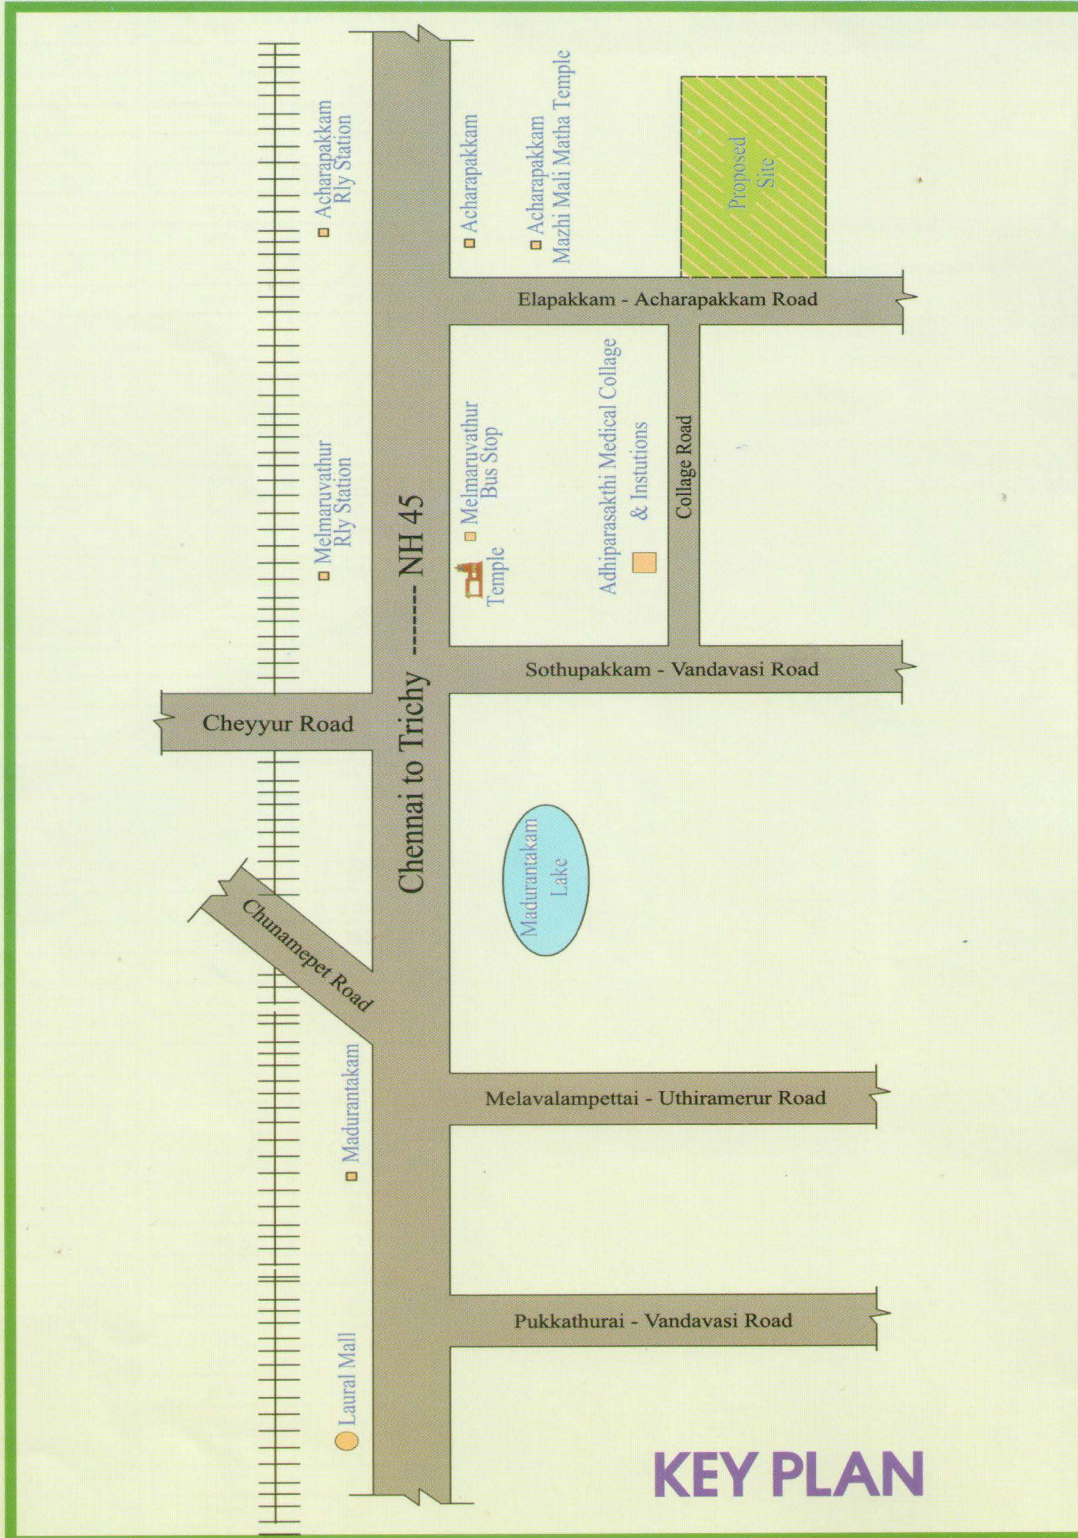 Acharapakkam
Rly Station
Acharapakkam
Acharapakkam
Mazhi Mali Matha Temple
Proposed
Site
Elapakkam - Acharapakkam Road
Melmaruvathur
Rly Station
Melmaruvathur
Bus Stop
Temple
Adhiparasakthi Medical Collage
& Instutions
Collage Road
Chennai to Trichy ------- NH 45
Sothupakkam - Vandavasi Road
Cheyyur Road
Madurantakam
Lake
Chunamepet Road
Madurantakam
Melavalampettai - Uthiramerur Road
Pukkathurai - Vandavasi Road
Laural Mall
KEY PLAN